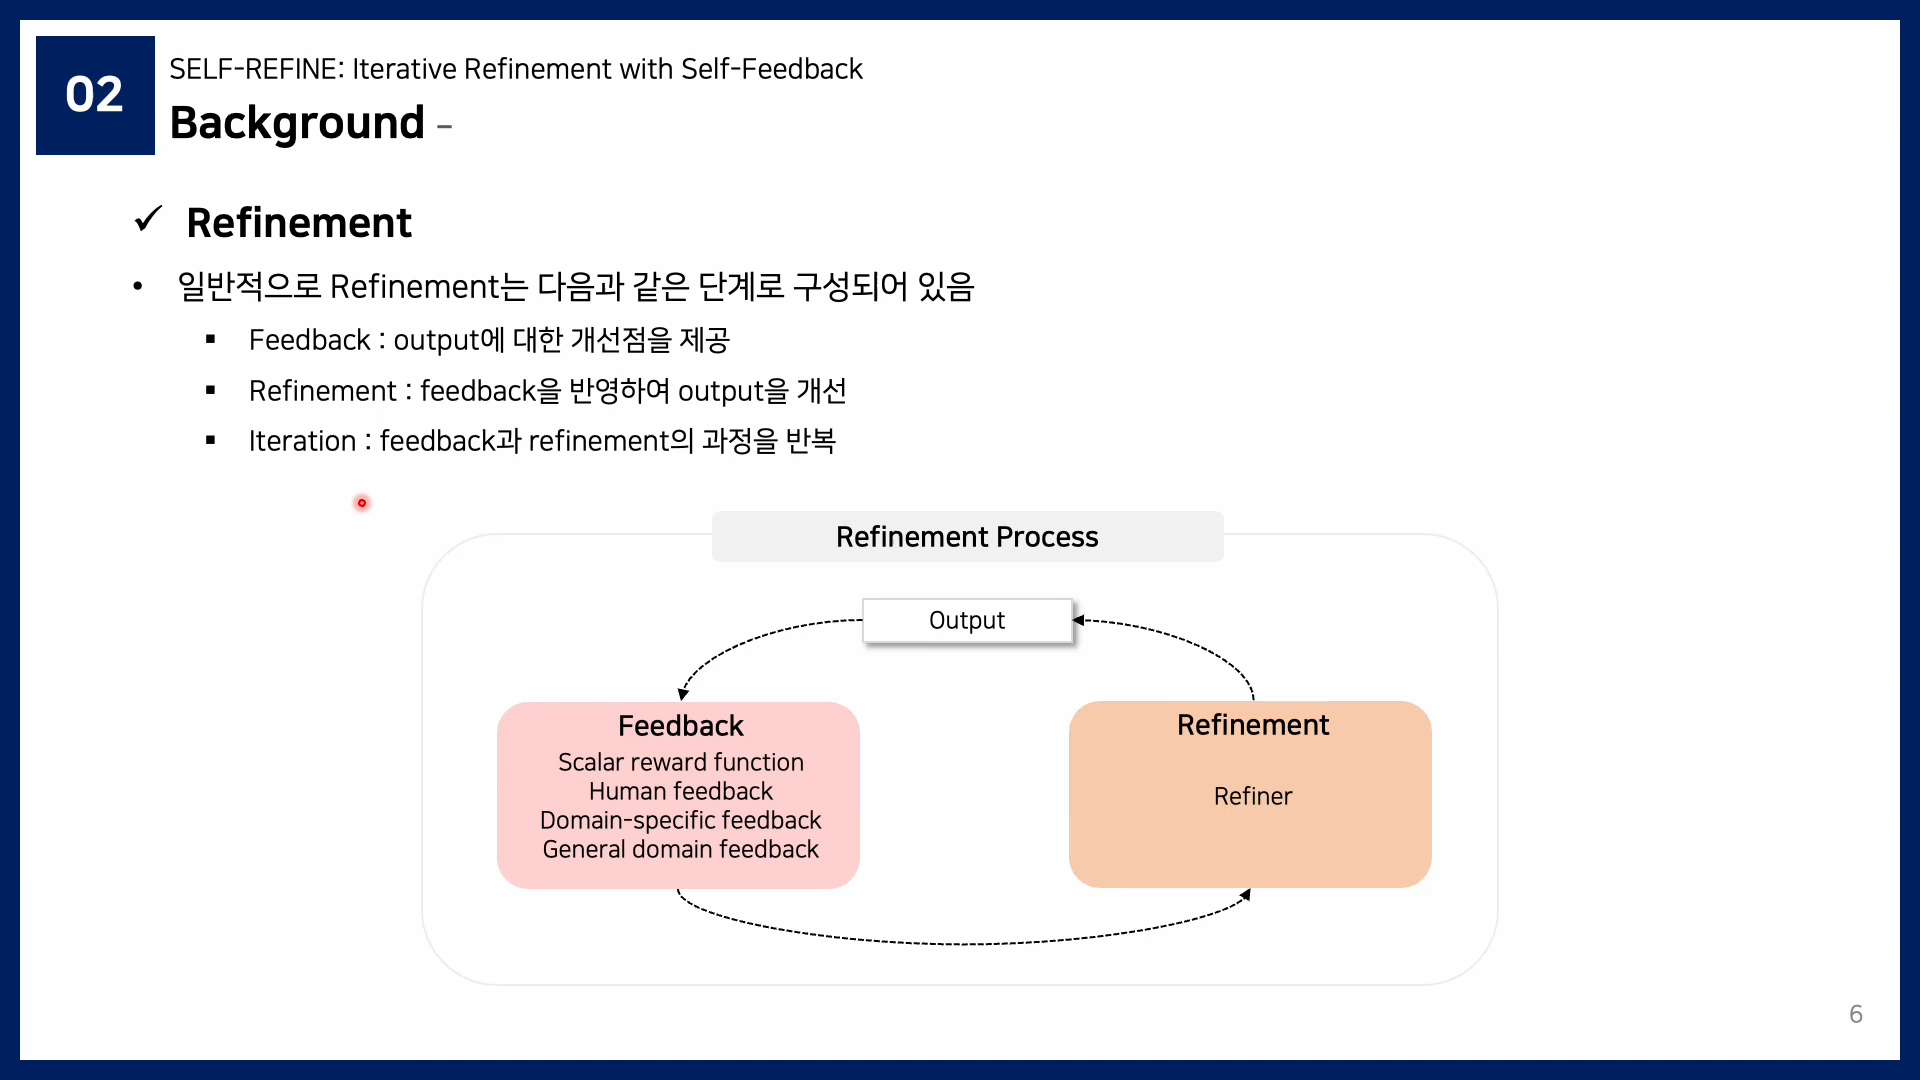 02
SELF-REFINE: Iterative Refinement with Self-Feedback
Background –
✓ Refinement
• 일반적으로 Refinement는 다음과 같은 단계로 구성되어 있음
▪ Feedback : output에 대한 개선점을 제공
▪ Refinement : feedback을 반영하여 output을 개선
▪ Iteration : feedback과 refinement의 과정을 반복
Refinement Process
Output
Feedback
Scalar reward function
Human feedback
Domain-specific feedback
General domain feedback
Refinement
Refiner
6